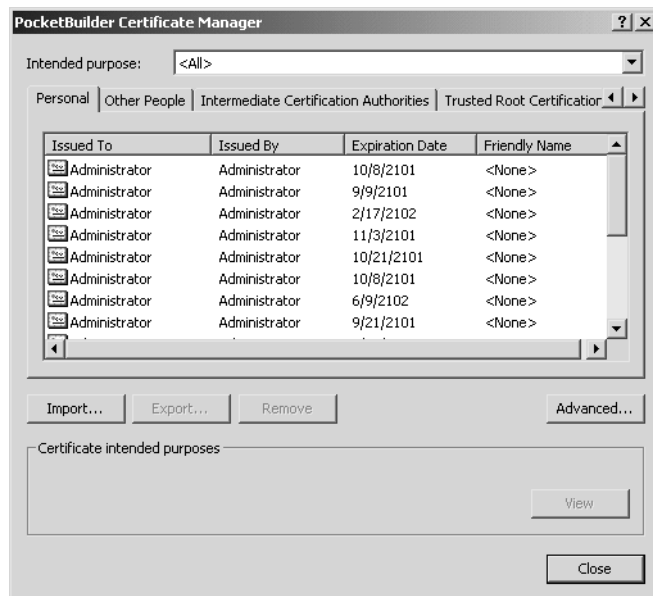 PocketBuilder Certificate Manager
Intended purpose: <All>
Personal Other People Intermediate Certification Authorities Trusted Root Certification
Issued To Issued By Expiration Date Friendly Name
Administrator Administrator 10/8/2101 <None>
Administrator Administrator 9/9/2101 <None>
Administrator Administrator 2/17/2102 <None>
Administrator Administrator 11/3/2101 <None>
Administrator Administrator 10/21/2101 <None>
Administrator Administrator 10/8/2101 <None>
Administrator Administrator 6/9/2102 <None>
Administrator Administrator 9/21/2101 <None>
Import... Export... Remove Advanced...
Certificate intended purposes
View
Close